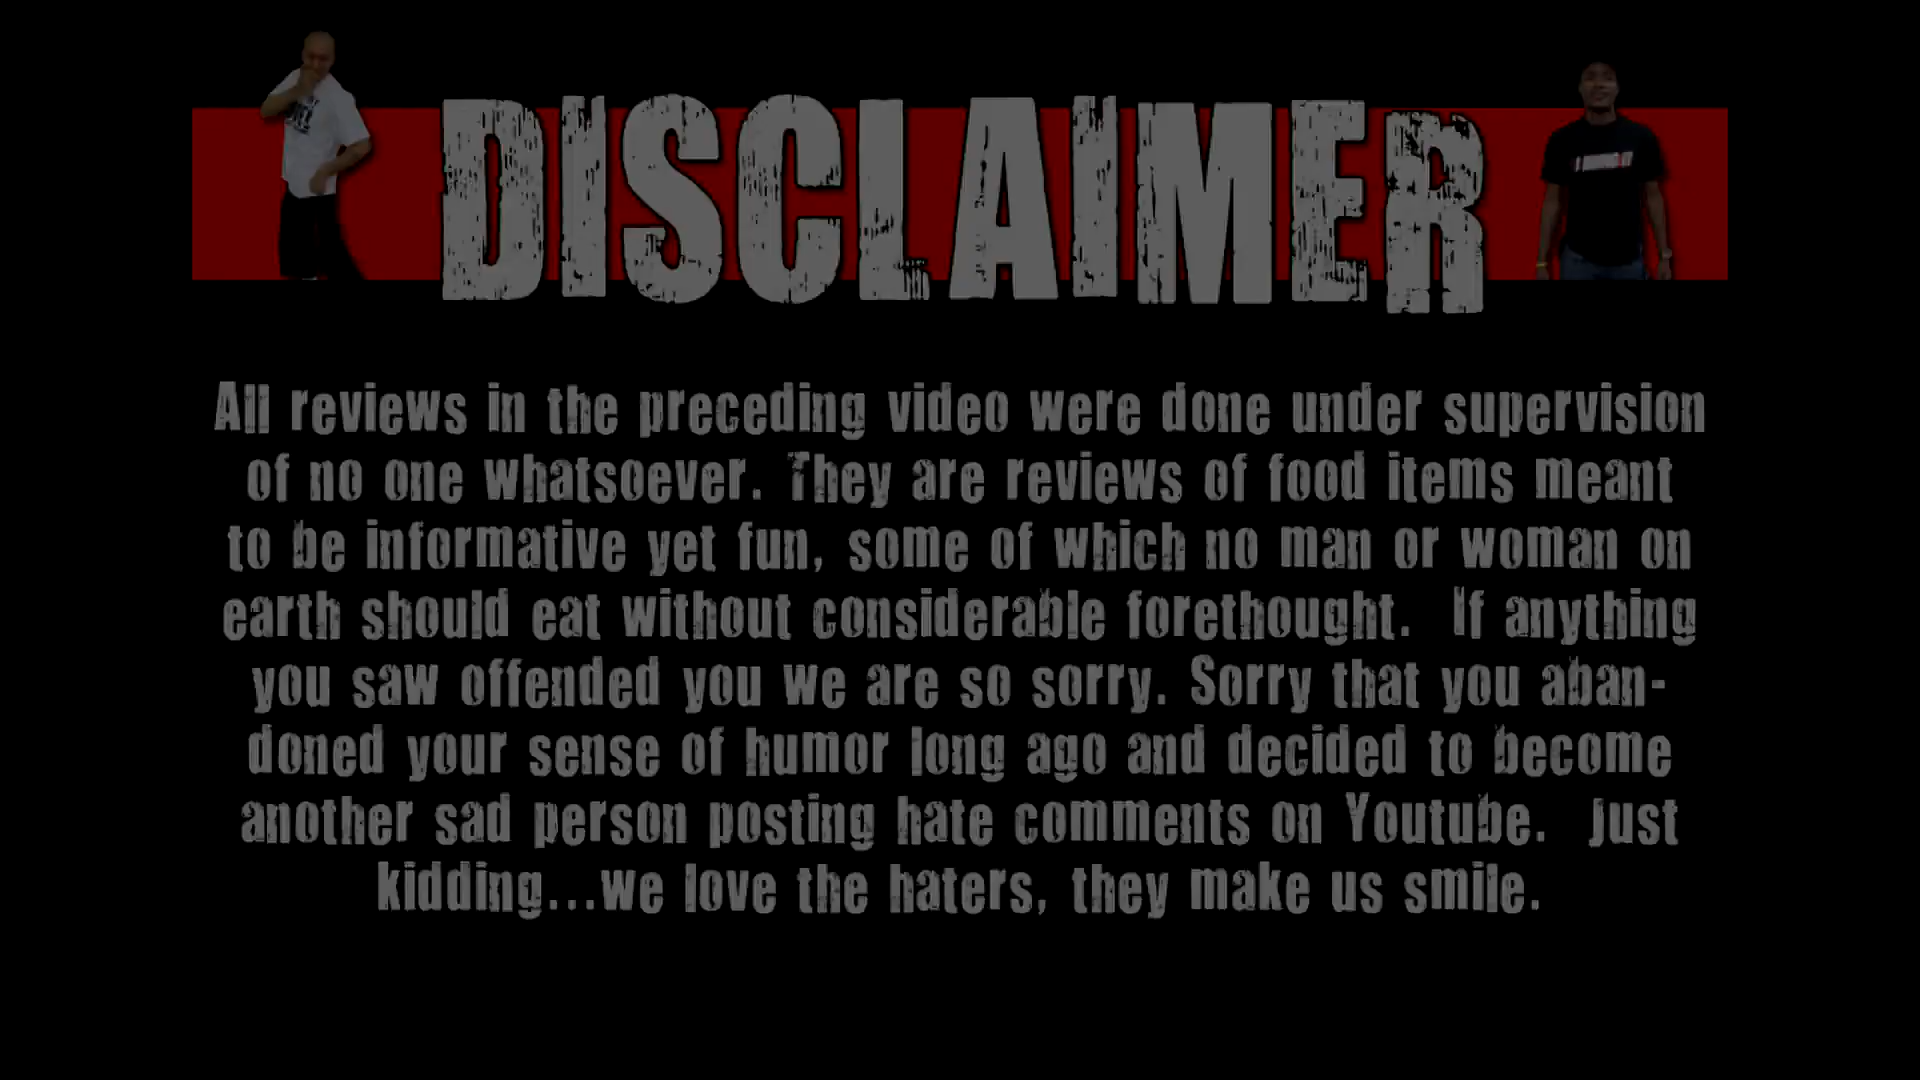 DISCLAIMER
All reviews in the preceding video were done under supervision
of no one whatsoever. They are reviews of food items meant
to be informative yet fun, some of which no man or woman on
earth should eat without considerable forethought. If anything
you saw offended you we are so sorry. Sorry that you aban-
doned your sense of humor long ago and decided to become
another sad person posting hate comments on Youtube. Just
kidding...we love the haters, they make us smile.